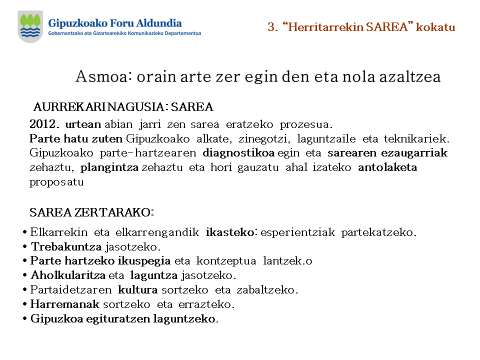 Gipuzkoako Foru Aldundia
Gobernantzako eta Gizartearekiko Komunikazioko Departamentua
3. “Herritarrekin SAREA” kokatu
Asmoa: orain arte zer egin den eta nola azaltzea
AURREKARI NAGUSIA: SAREA
2012. urtean abian jarri zen sarea eratzeko prozesua.
Parte hatu zuten Gipuzkoako alkate, zinegotzi, laguntzaile eta teknikariek.
Gipuzkoako parte-hartzearen diagnostikoa egin eta sarearen ezaugarriak
zehaztu, plangintza zehaztu eta hori gauzatu ahal izateko antolaketa
proposatu
SAREA ZERTARAKO:
• Elkarrekin eta elkarrengandik ikasteko: esperientziak partekatzeko.
• Trebakuntza jasotzeko.
• Parte hartzeko ikuspegia eta kontzeptua lantzek.o
• Aholkularitza eta laguntza jasotzeko.
• Partaidetzaren kultura sortzeko eta zabaltzeko.
• Harremanak sortzeko eta errazteko.
• Gipuzkoa egituratzen laguntzeko.